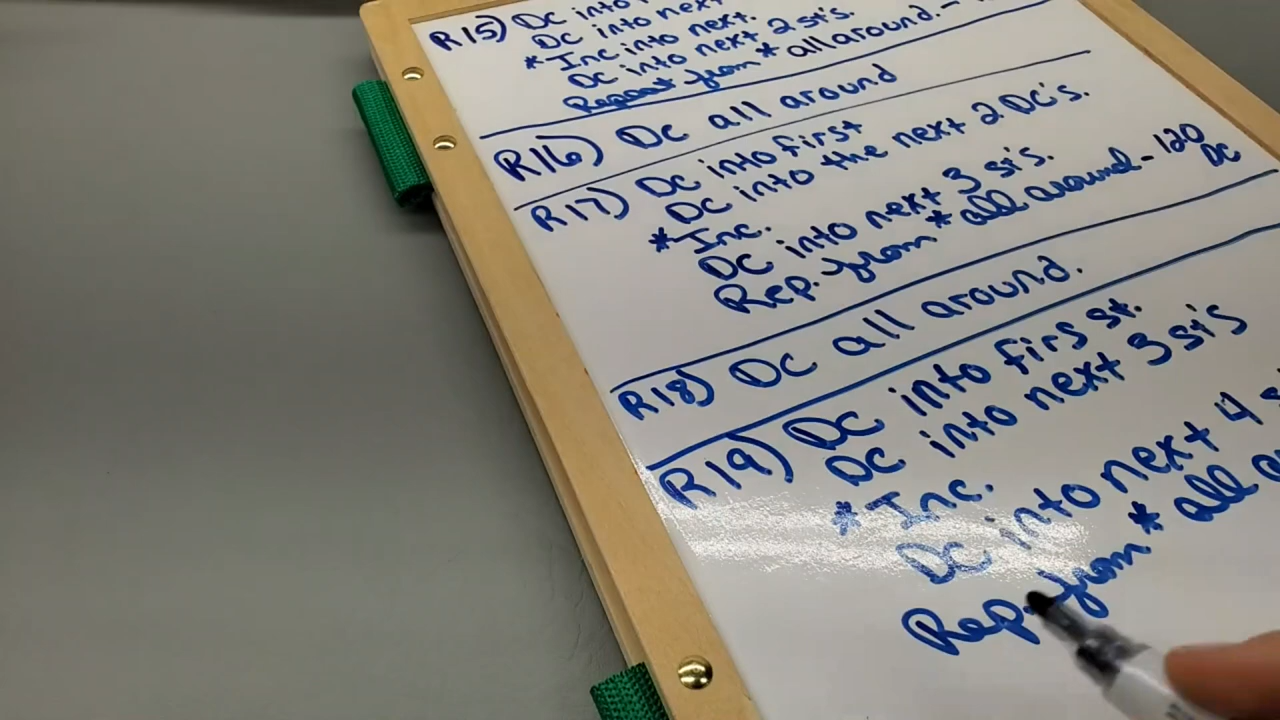 R15) DC into
DC into next
* Inc into next.
DC into next 2 st's.
Repeat from * all around. -
R16) DC all around
R17) DC into first
DC into the next 2 DC's.
* Inc.
DC into next 3 st's.
Rep. from * all around - 120 DC
R18) DC all around.
R19) DC into first st.
DC into next 3 st's
* Inc.
DC into next 4
Rep. from * all